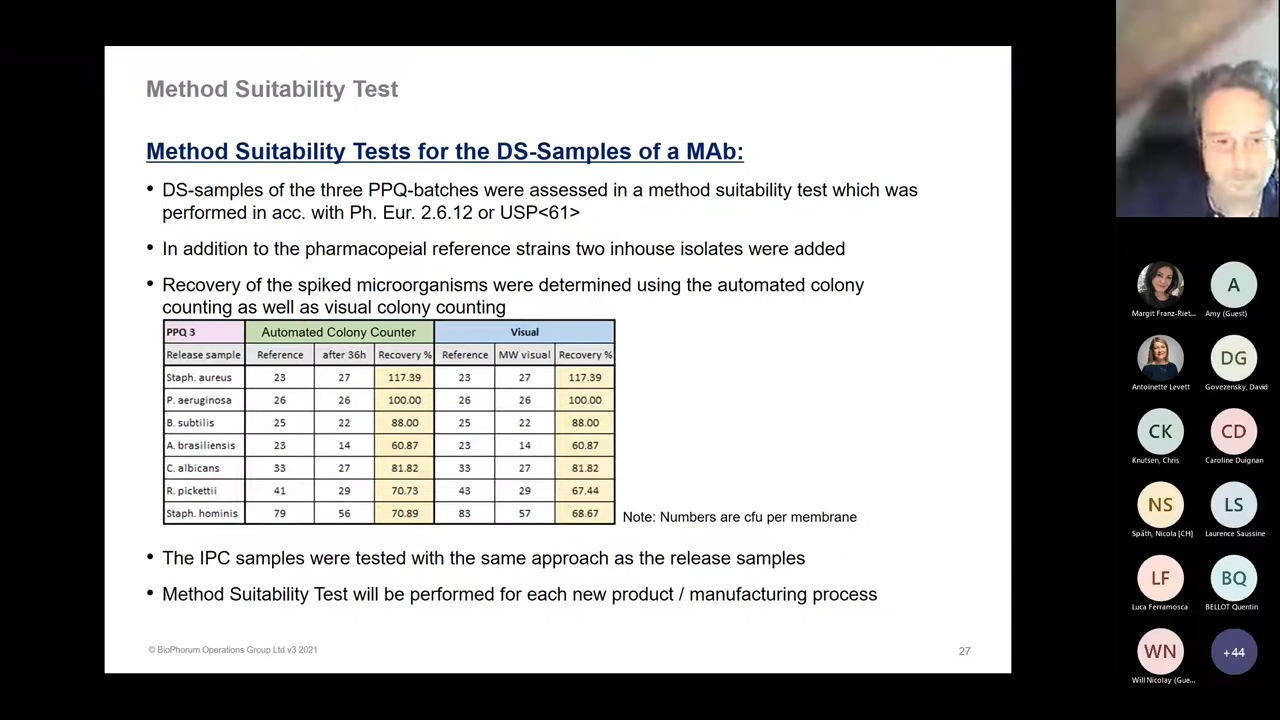 Method Suitability Test
Method Suitability Tests for the DS-Samples of a MAb:
• DS-samples of the three PPQ-batches were assessed in a method suitability test which was
performed in acc. with Ph. Eur. 2.6.12 or USP<61>
• In addition to the pharmacopeial reference strains two inhouse isolates were added
• Recovery of the spiked microorganisms were determined using the automated colony
counting as well as visual colony counting
PPQ 3 Automated Colony Counter Visual
Release sample Reference after 36h Recovery % Reference MW visual Recovery %
Staph. aureus 23 27 117.39 23 27 117.39
P. aeruginosa 26 26 100.00 26 26 100.00
B. subtilis 25 22 88.00 25 22 88.00
A. brasiliensis 23 14 60.87 23 14 60.87
C. albicans 33 27 81.82 33 27 81.82
R. pickettii 41 29 70.73 43 29 67.44
Staph. hominis 79 56 70.89 83 57 68.67
Note: Numbers are cfu per membrane
• The IPC samples were tested with the same approach as the release samples
• Method Suitability Test will be performed for each new product / manufacturing process
© BioPhorum Operations Group Ltd v3 2021
27
A
Margit Franz-Riet... Amy (Guest)
DG
Antoinette Levett Govezensky, David
CK CD
Knutsen, Chris Caroline Duignan
NS LS
Späth, Nicola [CH] Laurence Saussine
LF BQ
Luca Ferramosca BELLOT Quentin
WN +44
Will Nicolay (Gue...